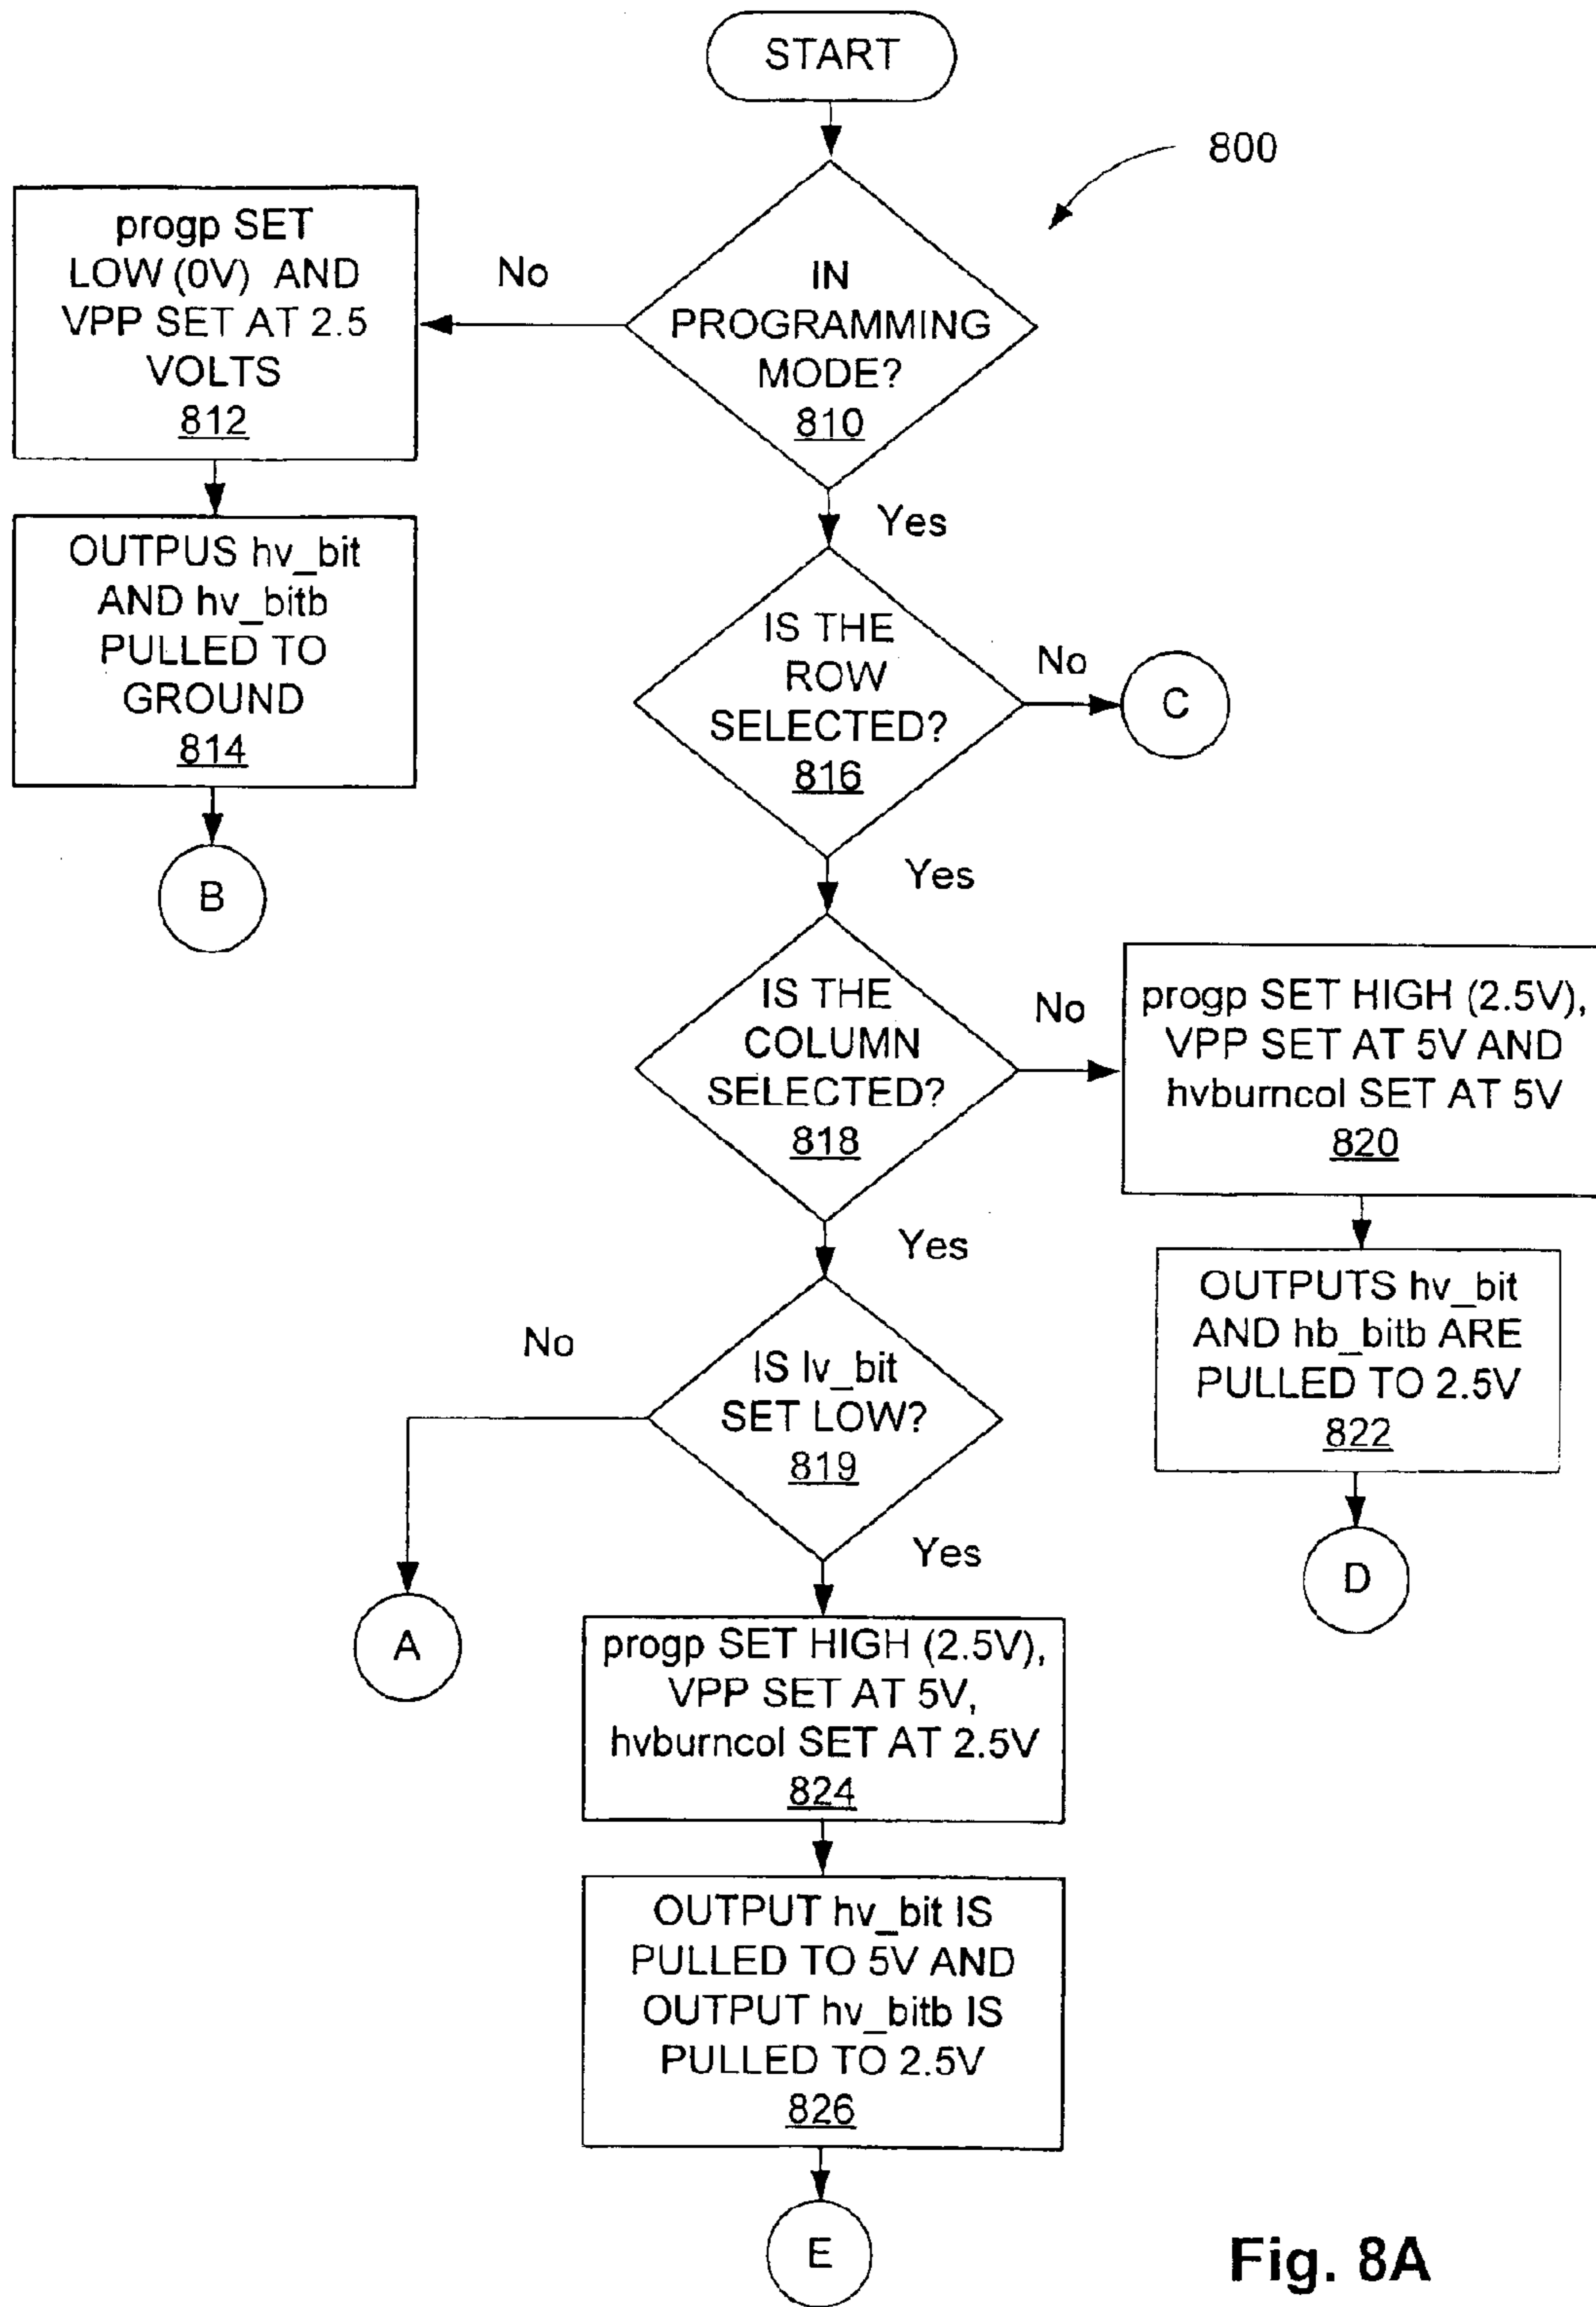 START
800
IN
PROGRAMMING
MODE?
810
No
progp SET
LOW (0V) AND
VPP SET AT 2.5
VOLTS
812
OUTPUS hv_bit
AND hv_bitb
PULLED TO
GROUND
814
B
Yes
IS THE
ROW
SELECTED?
816
No
C
Yes
IS THE
COLUMN
SELECTED?
818
No
progp SET HIGH (2.5V),
VPP SET AT 5V AND
hvburncol SET AT 5V
820
OUTPUTS hv_bit
AND hb_bitb ARE
PULLED TO 2.5V
822
D
Yes
IS lv_bit
SET LOW?
819
No
A
Yes
progp SET HIGH (2.5V),
VPP SET AT 5V,
hvburncol SET AT 2.5V
824
OUTPUT hv_bit IS
PULLED TO 5V AND
OUTPUT hv_bitb IS
PULLED TO 2.5V
826
E
Fig. 8A